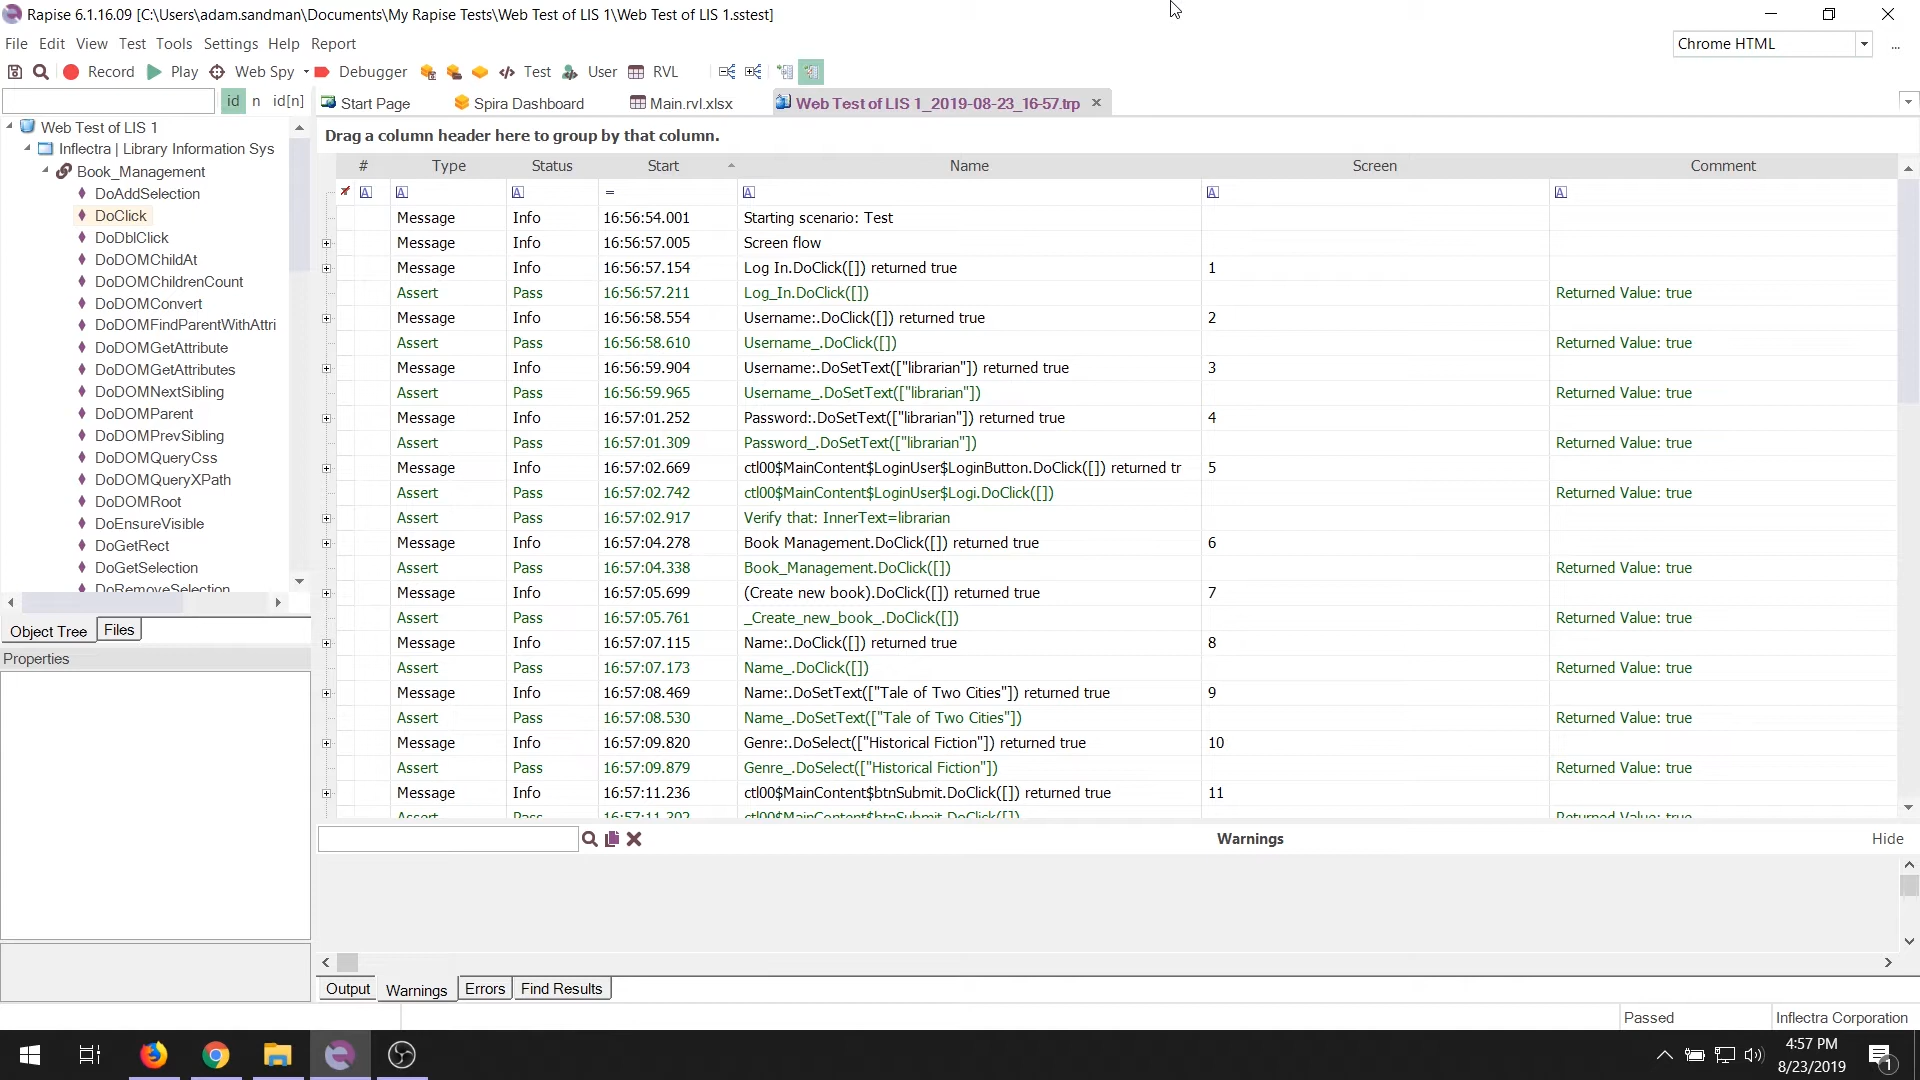 Rapise 6.1.16.09 [C:\Users\adam.sandman\Documents\My Rapise Tests\Web Test of LIS 1\Web Test of LIS 1.sstest]
File Edit View Test Tools Settings Help Report
Chrome HTML ...
Record Play Web Spy Debugger Test User RVL
id n id[n]
Start Page Spira Dashboard Main.rvl.xlsx Web Test of LIS 1_2019-08-23_16-57.trp
Web Test of LIS 1
Inflectra | Library Information Sys
Book_Management
DoAddSelection
DoClick
DoDblClick
DoDOMChildAt
DoDOMChildrenCount
DoDOMConvert
DoDOMFindParentWithAttri
DoDOMGetAttribute
DoDOMGetAttributes
DoDOMNextSibling
DoDOMParent
DoDOMPrevSibling
DoDOMQueryCss
DoDOMQueryXPath
DoDOMRoot
DoEnsureVisible
DoGetRect
DoGetSelection
DoRemoveSelection
Object Tree Files
Properties
Drag a column header here to group by that column.
# Type Status Start Name Screen Comment
A A A = A A A
Message Info 16:56:54.001 Starting scenario: Test
Message Info 16:56:57.005 Screen flow
Message Info 16:56:57.154 Log In.DoClick([]) returned true 1
Assert Pass 16:56:57.211 Log_In.DoClick([]) Returned Value: true
Message Info 16:56:58.554 Username:.DoClick([]) returned true 2
Assert Pass 16:56:58.610 Username_.DoClick([]) Returned Value: true
Message Info 16:56:59.904 Username:.DoSetText(["librarian"]) returned true 3
Assert Pass 16:56:59.965 Username_.DoSetText(["librarian"]) Returned Value: true
Message Info 16:57:01.252 Password:.DoSetText(["librarian"]) returned true 4
Assert Pass 16:57:01.309 Password_.DoSetText(["librarian"]) Returned Value: true
Message Info 16:57:02.669 ctl00$MainContent$LoginUser$LoginButton.DoClick([]) returned tr 5
Assert Pass 16:57:02.742 ctl00$MainContent$LoginUser$Logi.DoClick([]) Returned Value: true
Assert Pass 16:57:02.917 Verify that: InnerText=librarian
Message Info 16:57:04.278 Book Management.DoClick([]) returned true 6
Assert Pass 16:57:04.338 Book_Management.DoClick([]) Returned Value: true
Message Info 16:57:05.699 (Create new book).DoClick([]) returned true 7
Assert Pass 16:57:05.761 _Create_new_book_.DoClick([]) Returned Value: true
Message Info 16:57:07.115 Name:.DoClick([]) returned true 8
Assert Pass 16:57:07.173 Name_.DoClick([]) Returned Value: true
Message Info 16:57:08.469 Name:.DoSetText(["Tale of Two Cities"]) returned true 9
Assert Pass 16:57:08.530 Name_.DoSetText(["Tale of Two Cities"]) Returned Value: true
Message Info 16:57:09.820 Genre:.DoSelect(["Historical Fiction"]) returned true 10
Assert Pass 16:57:09.879 Genre_.DoSelect(["Historical Fiction"]) Returned Value: true
Message Info 16:57:11.236 ctl00$MainContent$btnSubmit.DoClick([]) returned true 11
Assert Pass 16:57:11.302 ctl00$MainContent$btnSubmit.DoClick([]) Returned Value: true
Warnings Hide
Output Warnings Errors Find Results
Passed Inflectra Corporation
4:57 PM
8/23/2019
1